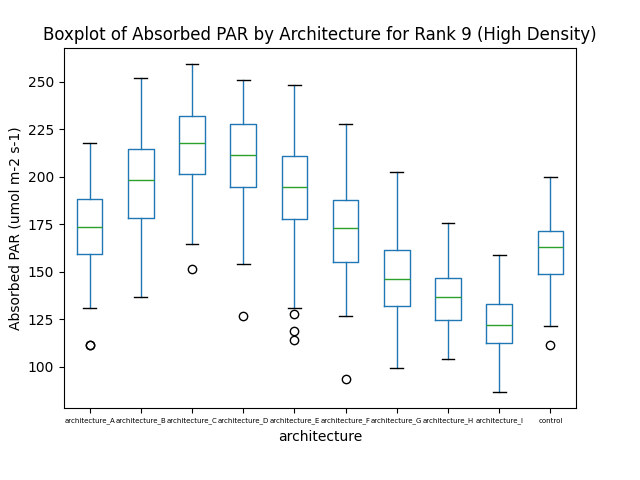 Boxplot of Absorbed PAR by Architecture for Rank 9 (High Density)
Absorbed PAR (umol m-2 s-1)
250
225
200
175
150
125
100
architecture_A architecture_B architecture_C architecture_D architecture_E architecture_F architecture_G architecture_H architecture_I control
architecture